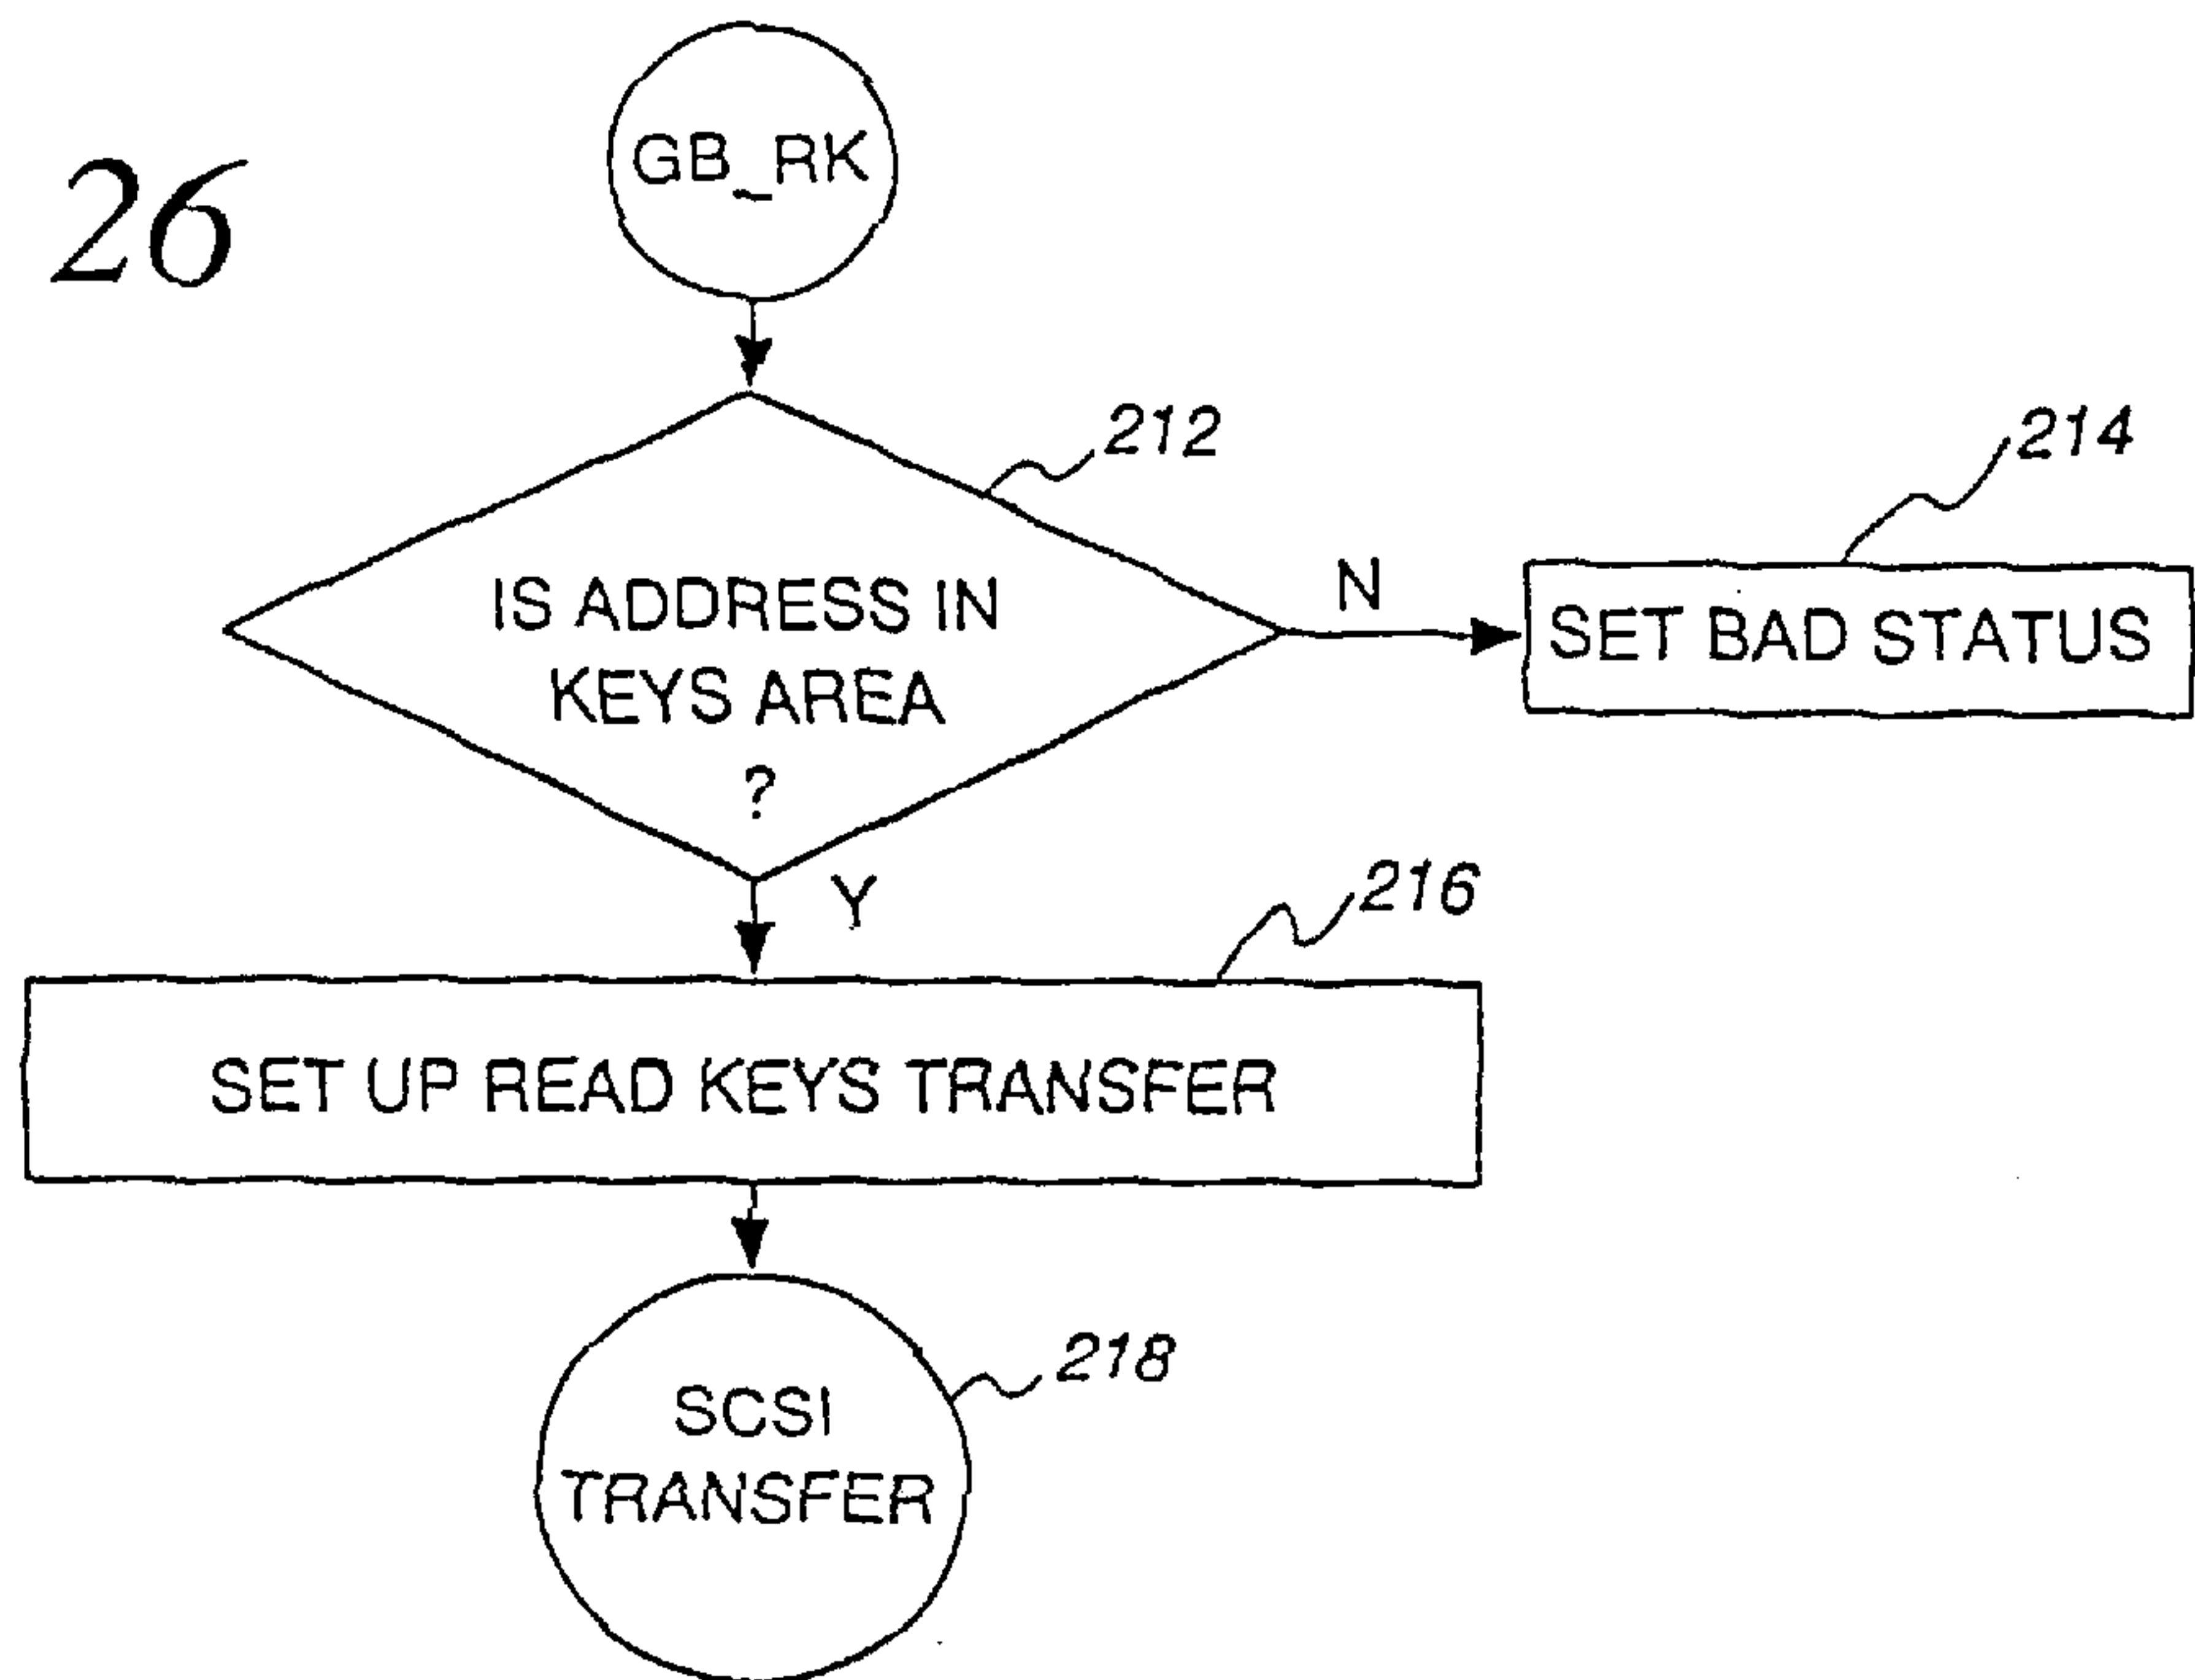 26
GB_RK
212
214
IS ADDRESS IN
KEYS AREA
?
N
SET BAD STATUS
Y
216
SET UP READ KEYS TRANSFER
218
SCSI
TRANSFER